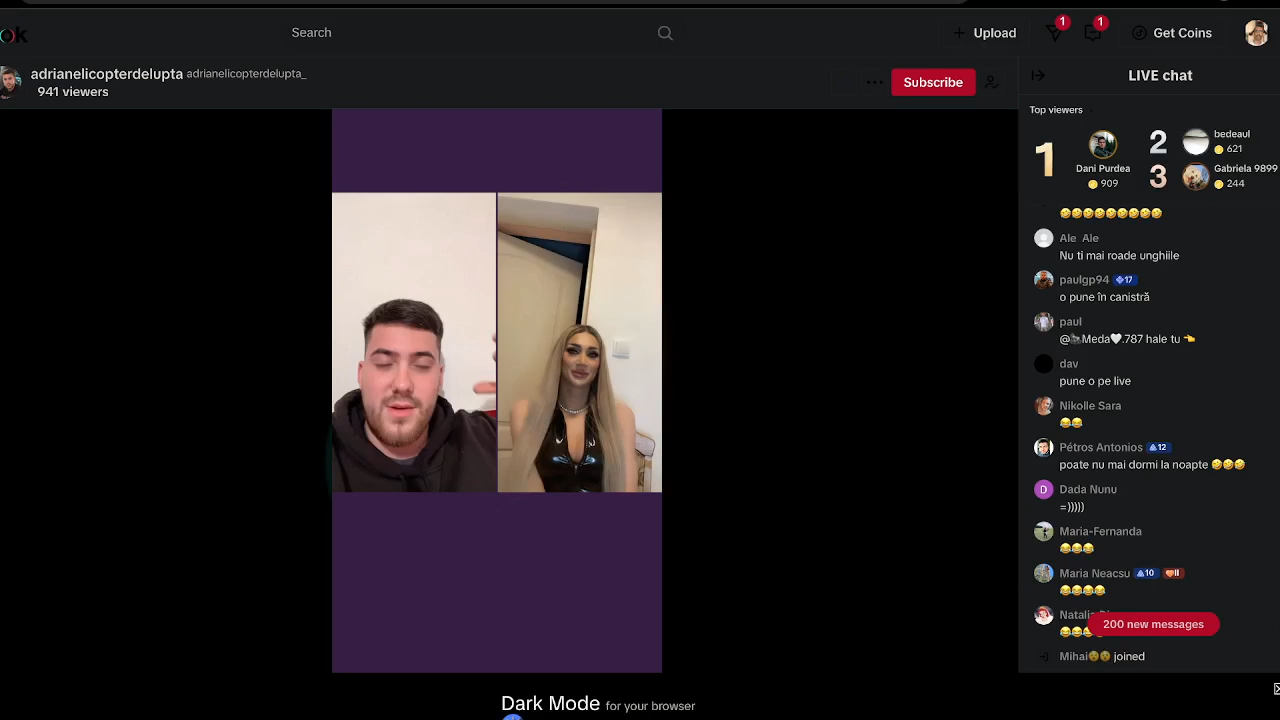 ok
Search
Upload
1
1
Get Coins
adrianelicopterdelupta adrianelicopterdelupta_
941 viewers
Subscribe
LIVE chat
Top viewers
1
Dani Purdea
909
2
bedeaul
621
3
Gabriela 9899
244
🤣🤣🤣🤣🤣🤣🤣🤣🤣
Ale Ale
Nu ti mai roade unghiile
paulgp94 17
o pune în canistră
paul
@🦇Meda🤍.787 hale tu 👈
dav
pune o pe live
Nikolle Sara
😂😂
Pétros Antonios 12
poate nu mai dormi la noapte 🤣🤣🤣
D
Dada Nunu
=)))))
Maria-Fernanda
😂😂😂
Maria Neacsu 10 II
😂😂😂😂
200 new messages
Mihai😵😵 joined
Dark Mode for your browser